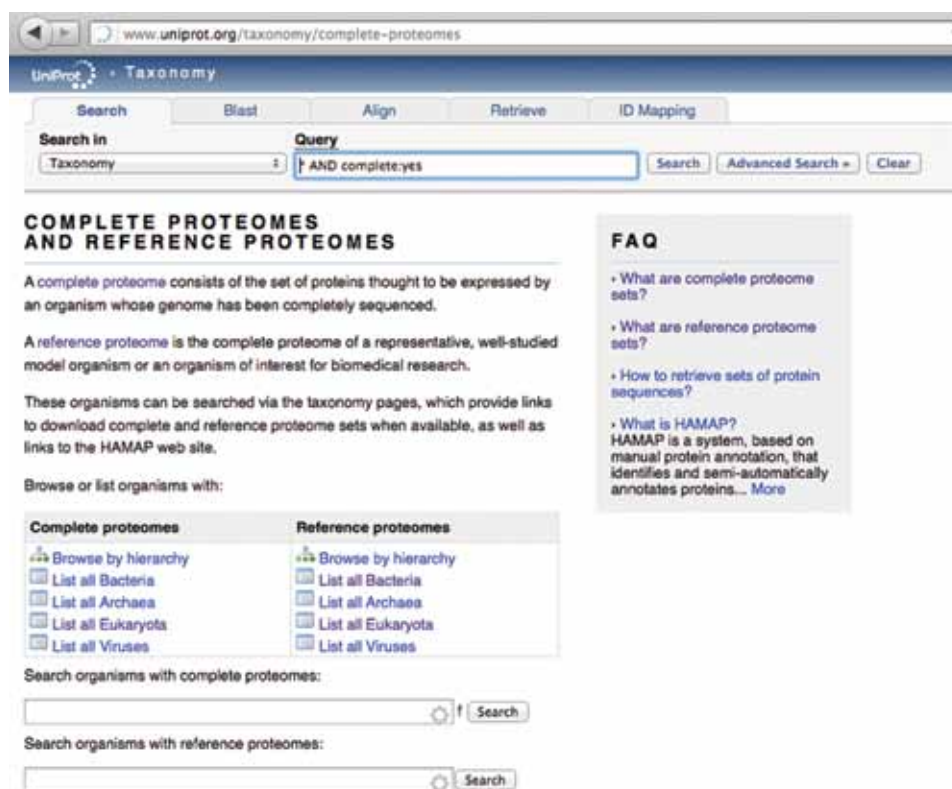 www.uniprot.org/taxonomy/complete-proteomes
UniProt · Taxonomy
Search Blast Align Retrieve ID Mapping
Search in Query
Taxonomy * AND complete:yes Search Advanced Search » Clear
COMPLETE PROTEOMES
AND REFERENCE PROTEOMES
A complete proteome consists of the set of proteins thought to be expressed by
an organism whose genome has been completely sequenced.
A reference proteome is the complete proteome of a representative, well-studied
model organism or an organism of interest for biomedical research.
These organisms can be searched via the taxonomy pages, which provide links
to download complete and reference proteome sets when available, as well as
links to the HAMAP web site.
Browse or list organisms with:
Complete proteomes Reference proteomes
Browse by hierarchy Browse by hierarchy
List all Bacteria List all Bacteria
List all Archaea List all Archaea
List all Eukaryota List all Eukaryota
List all Viruses List all Viruses
Search organisms with complete proteomes:
f Search
Search organisms with reference proteomes:
Search
FAQ
› What are complete proteome
sets?
› What are reference proteome
sets?
› How to retrieve sets of protein
sequences?
› What is HAMAP?
HAMAP is a system, based on
manual protein annotation, that
identifies and semi-automatically
annotates proteins... More